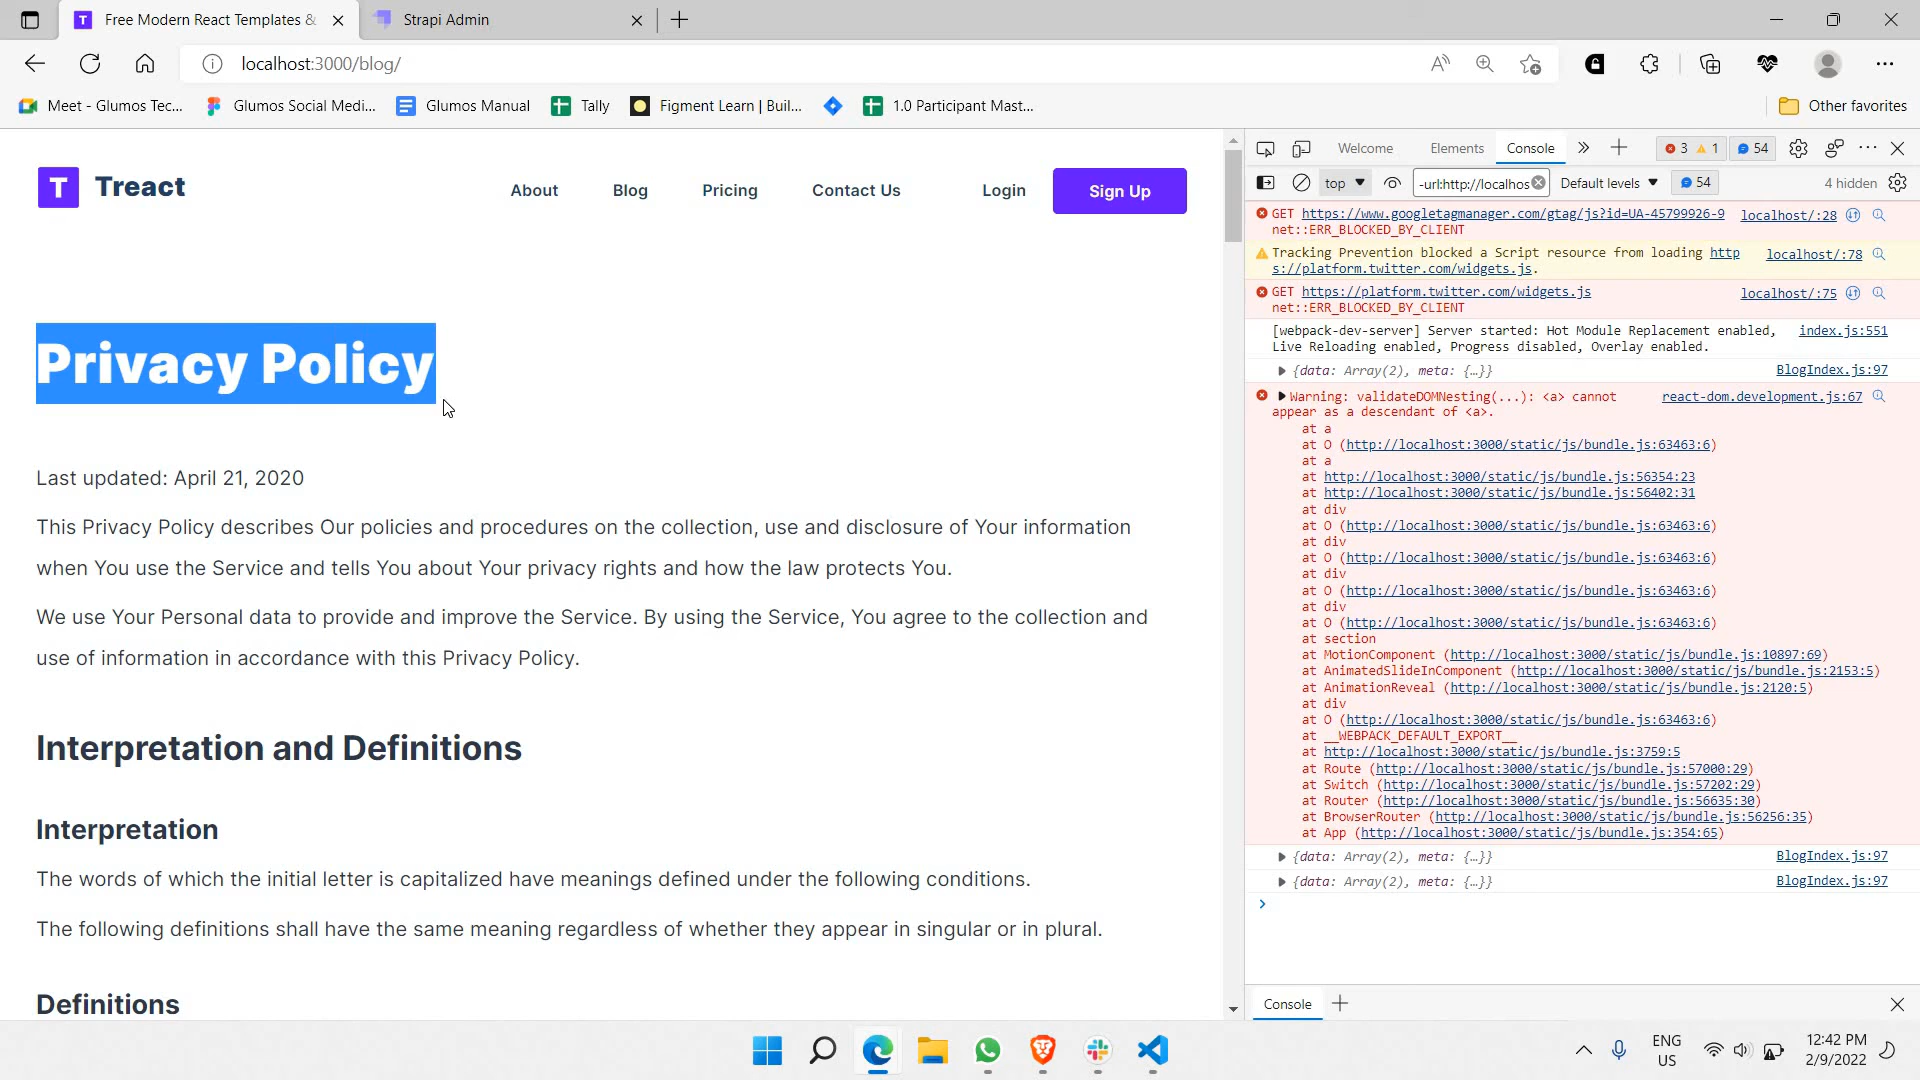 Free Modern React Templates &
Strapi Admin
localhost:3000/blog/
Meet - Glumos Tec...
Glumos Social Medi...
Glumos Manual
Tally
Figment Learn | Buil...
1.0 Participant Mast...
Other favorites
T
Treact
About
Blog
Pricing
Contact Us
Login
Sign Up
Privacy Policy
Last updated: April 21, 2020
This Privacy Policy describes Our policies and procedures on the collection, use and disclosure of Your information
when You use the Service and tells You about Your privacy rights and how the law protects You.
We use Your Personal data to provide and improve the Service. By using the Service, You agree to the collection and
use of information in accordance with this Privacy Policy.
Interpretation and Definitions
Interpretation
The words of which the initial letter is capitalized have meanings defined under the following conditions.
The following definitions shall have the same meaning regardless of whether they appear in singular or in plural.
Definitions
Welcome
Elements
Console
3
1
54
top
-url:http://localhos
Default levels
54
4 hidden
GET https://www.googletagmanager.com/gtag/js?id=UA-45799926-9 localhost/:28
net::ERR_BLOCKED_BY_CLIENT
Tracking Prevention blocked a Script resource from loading http localhost/:78
s://platform.twitter.com/widgets.js.
GET https://platform.twitter.com/widgets.js localhost/:75
net::ERR_BLOCKED_BY_CLIENT
[webpack-dev-server] Server started: Hot Module Replacement enabled, index.js:551
Live Reloading enabled, Progress disabled, Overlay enabled.
{data: Array(2), meta: {…}} BlogIndex.js:97
Warning: validateDOMNesting(...): <a> cannot react-dom.development.js:67
appear as a descendant of <a>.
at a
at O (http://localhost:3000/static/js/bundle.js:63463:6)
at a
at http://localhost:3000/static/js/bundle.js:56354:23
at http://localhost:3000/static/js/bundle.js:56402:31
at div
at O (http://localhost:3000/static/js/bundle.js:63463:6)
at div
at O (http://localhost:3000/static/js/bundle.js:63463:6)
at div
at O (http://localhost:3000/static/js/bundle.js:63463:6)
at div
at O (http://localhost:3000/static/js/bundle.js:63463:6)
at section
at MotionComponent (http://localhost:3000/static/js/bundle.js:10897:69)
at AnimatedSlideInComponent (http://localhost:3000/static/js/bundle.js:2153:5)
at AnimationReveal (http://localhost:3000/static/js/bundle.js:2120:5)
at div
at O (http://localhost:3000/static/js/bundle.js:63463:6)
at __WEBPACK_DEFAULT_EXPORT__
at http://localhost:3000/static/js/bundle.js:3759:5
at Route (http://localhost:3000/static/js/bundle.js:57000:29)
at Switch (http://localhost:3000/static/js/bundle.js:57202:29)
at Router (http://localhost:3000/static/js/bundle.js:56635:30)
at BrowserRouter (http://localhost:3000/static/js/bundle.js:56256:35)
at App (http://localhost:3000/static/js/bundle.js:354:65)
{data: Array(2), meta: {…}} BlogIndex.js:97
{data: Array(2), meta: {…}} BlogIndex.js:97
Console
ENG
US
12:42 PM
2/9/2022